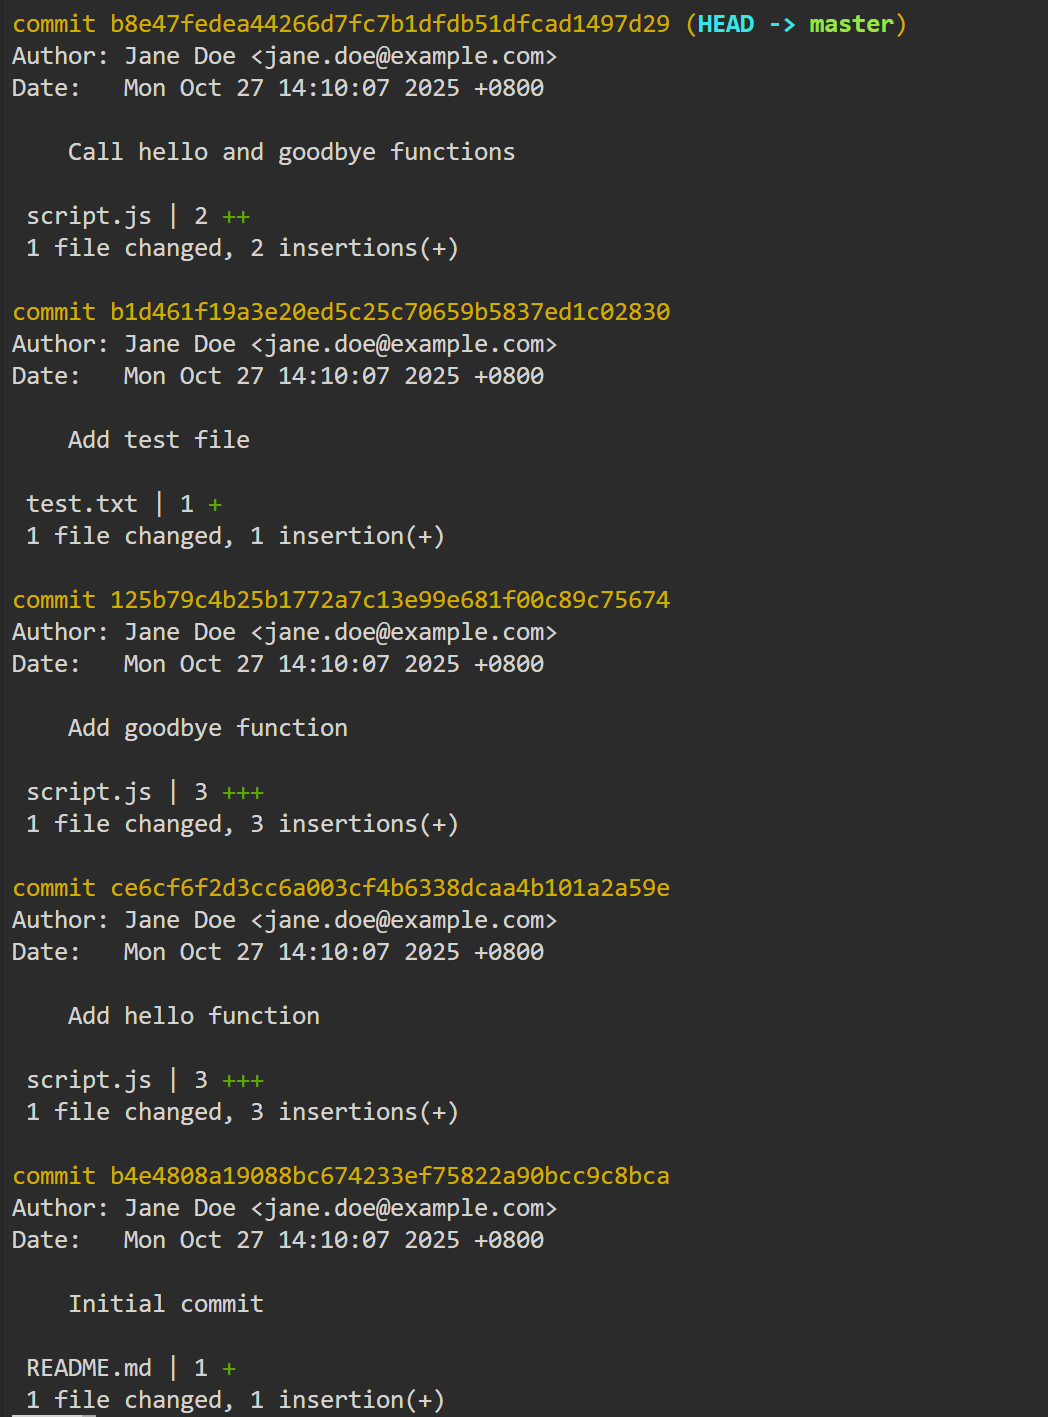 commit b8e47fedea44266d7fc7b1dfdb51dfcad1497d29 (HEAD -> master)
Author: Jane Doe <jane.doe@example.com>
Date:   Mon Oct 27 14:10:07 2025 +0800

    Call hello and goodbye functions

 script.js | 2 ++
 1 file changed, 2 insertions(+)

commit b1d461f19a3e20ed5c25c70659b5837ed1c02830
Author: Jane Doe <jane.doe@example.com>
Date:   Mon Oct 27 14:10:07 2025 +0800

    Add test file

 test.txt | 1 +
 1 file changed, 1 insertion(+)

commit 125b79c4b25b1772a7c13e99e681f00c89c75674
Author: Jane Doe <jane.doe@example.com>
Date:   Mon Oct 27 14:10:07 2025 +0800

    Add goodbye function

 script.js | 3 +++
 1 file changed, 3 insertions(+)

commit ce6cf6f2d3cc6a003cf4b6338dcaa4b101a2a59e
Author: Jane Doe <jane.doe@example.com>
Date:   Mon Oct 27 14:10:07 2025 +0800

    Add hello function

 script.js | 3 +++
 1 file changed, 3 insertions(+)

commit b4e4808a19088bc674233ef75822a90bcc9c8bca
Author: Jane Doe <jane.doe@example.com>
Date:   Mon Oct 27 14:10:07 2025 +0800

    Initial commit

 README.md | 1 +
 1 file changed, 1 insertion(+)